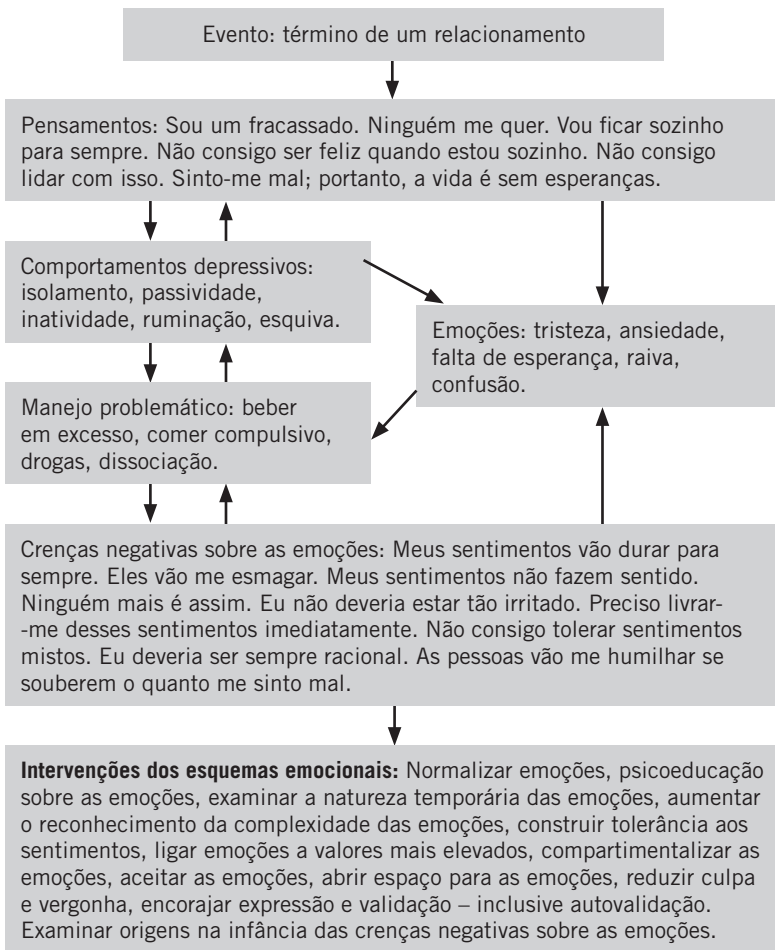 Evento: término de um relacionamento
Pensamentos: Sou um fracassado. Ninguém me quer. Vou ficar sozinho
para sempre. Não consigo ser feliz quando estou sozinho. Não consigo
lidar com isso. Sinto-me mal; portanto, a vida é sem esperanças.
Comportamentos depressivos:
isolamento, passividade,
inatividade, ruminação, esquiva.
Emoções: tristeza, ansiedade,
falta de esperança, raiva,
confusão.
Manejo problemático: beber
em excesso, comer compulsivo,
drogas, dissociação.
Crenças negativas sobre as emoções: Meus sentimentos vão durar para
sempre. Eles vão me esmagar. Meus sentimentos não fazem sentido.
Ninguém mais é assim. Eu não deveria estar tão irritado. Preciso livrar-
-me desses sentimentos imediatamente. Não consigo tolerar sentimentos
mistos. Eu deveria ser sempre racional. As pessoas vão me humilhar se
souberem o quanto me sinto mal.
Intervenções dos esquemas emocionais: Normalizar emoções, psicoeducação
sobre as emoções, examinar a natureza temporária das emoções, aumentar
o reconhecimento da complexidade das emoções, construir tolerância aos
sentimentos, ligar emoções a valores mais elevados, compartimentalizar as
emoções, aceitar as emoções, abrir espaço para as emoções, reduzir culpa
e vergonha, encorajar expressão e validação – inclusive autovalidação.
Examinar origens na infância das crenças negativas sobre as emoções.